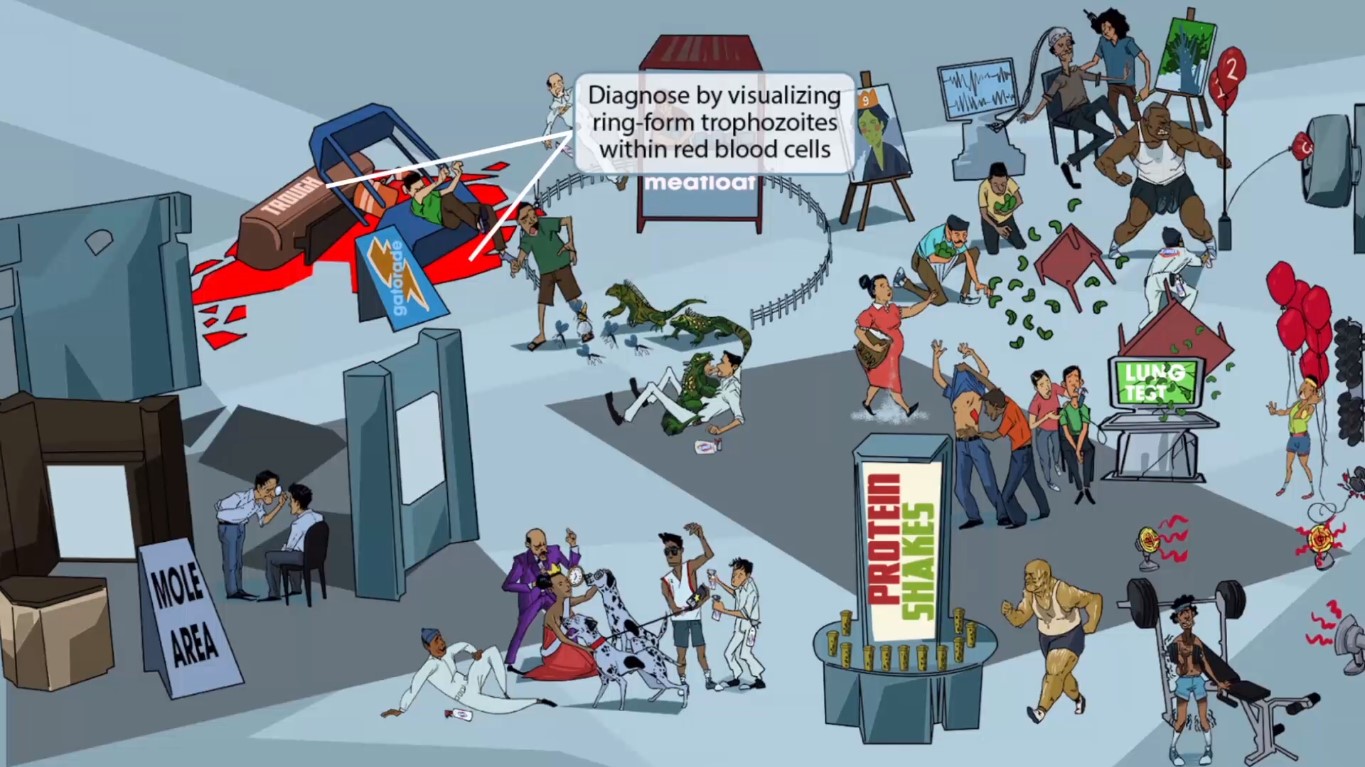 Diagnose by visualizing
ring-form trophozoites
within red blood cells
meatloaf
TROUGH
gatorade
9
1
2
LUNG
TEST
PROTEIN
SHAKES
MOLE
AREA